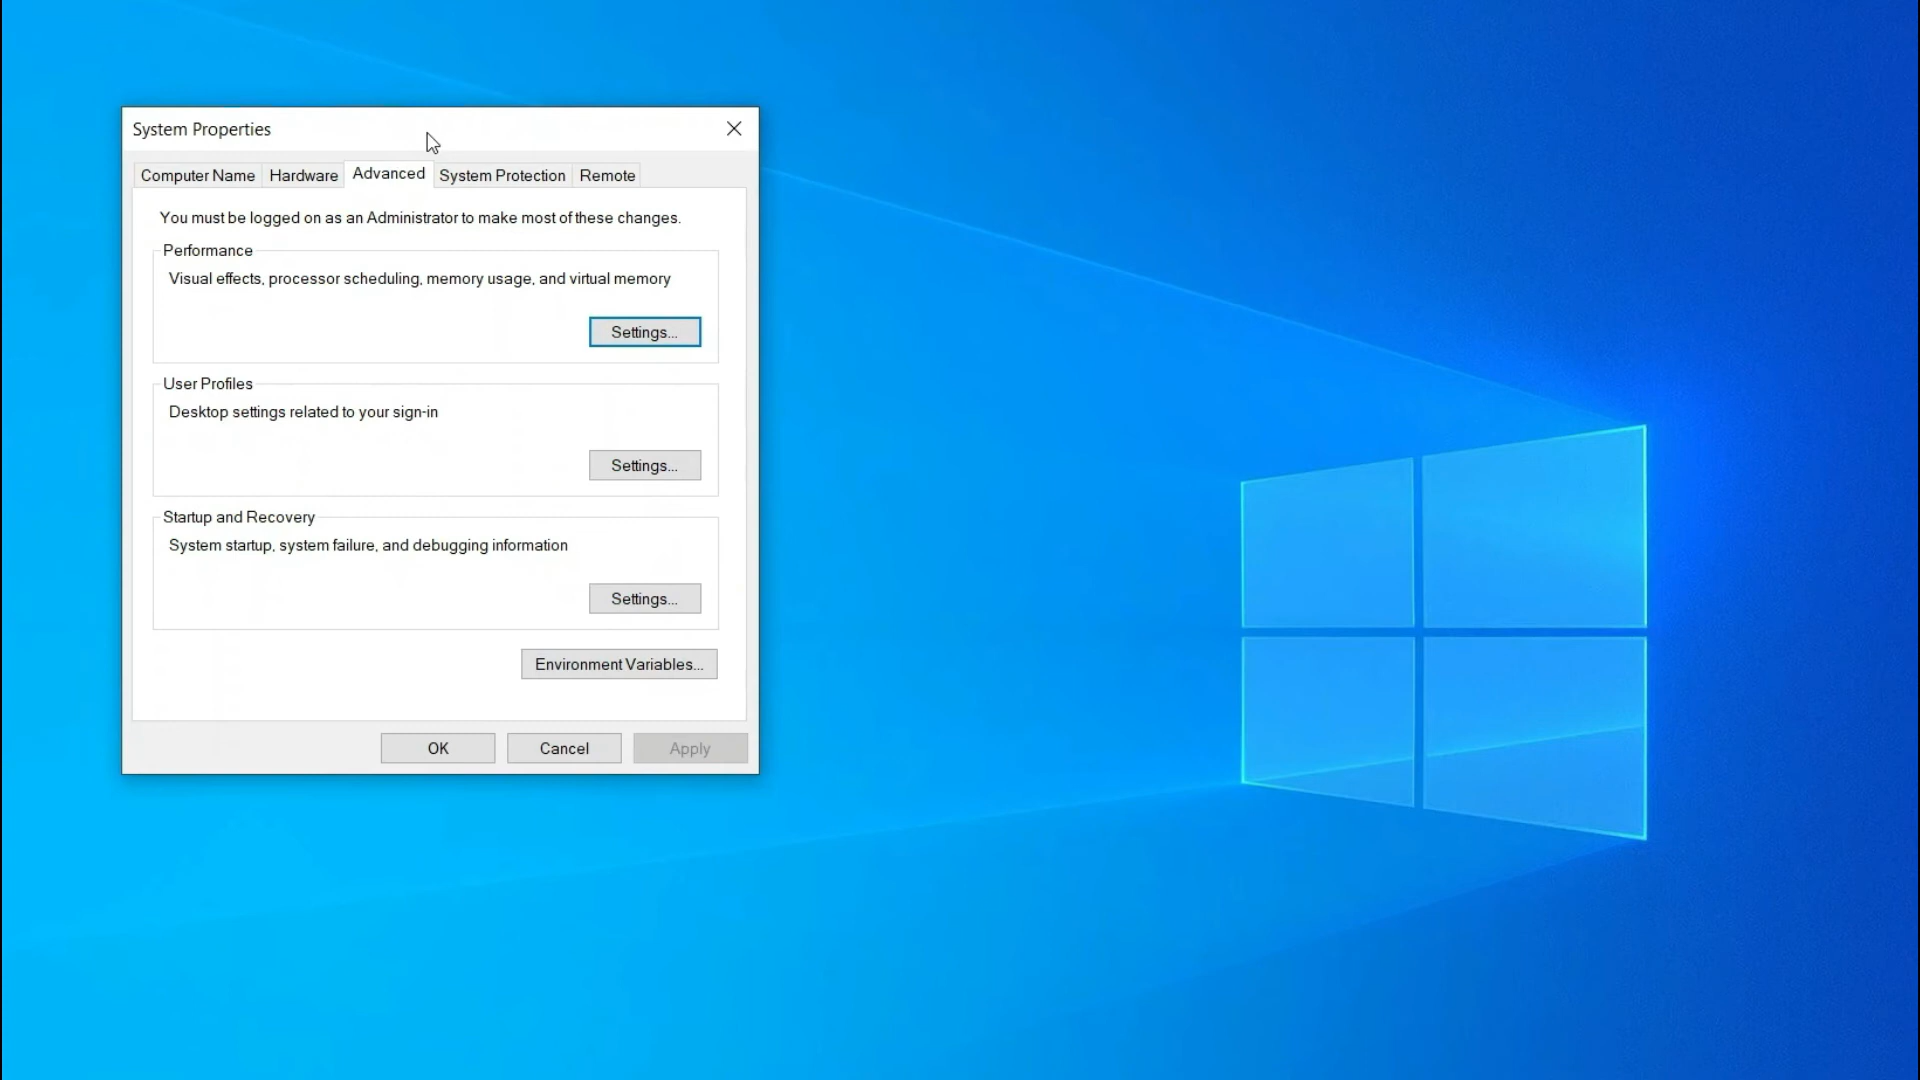 System Properties
Computer Name Hardware Advanced System Protection Remote
You must be logged on as an Administrator to make most of these changes.
Performance
Visual effects, processor scheduling, memory usage, and virtual memory
Settings...
User Profiles
Desktop settings related to your sign-in
Settings...
Startup and Recovery
System startup, system failure, and debugging information
Settings...
Environment Variables...
OK Cancel Apply